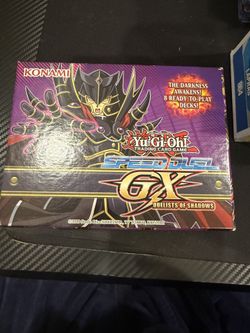 KONAMI
THE DARKNESS
AWAKENS!
8 READY-TO-PLAY
DECKS!
Yu-Gi-Oh!
TRADING CARD GAME
SPEED DUEL
GX
DUELISTS OF SHADOWS